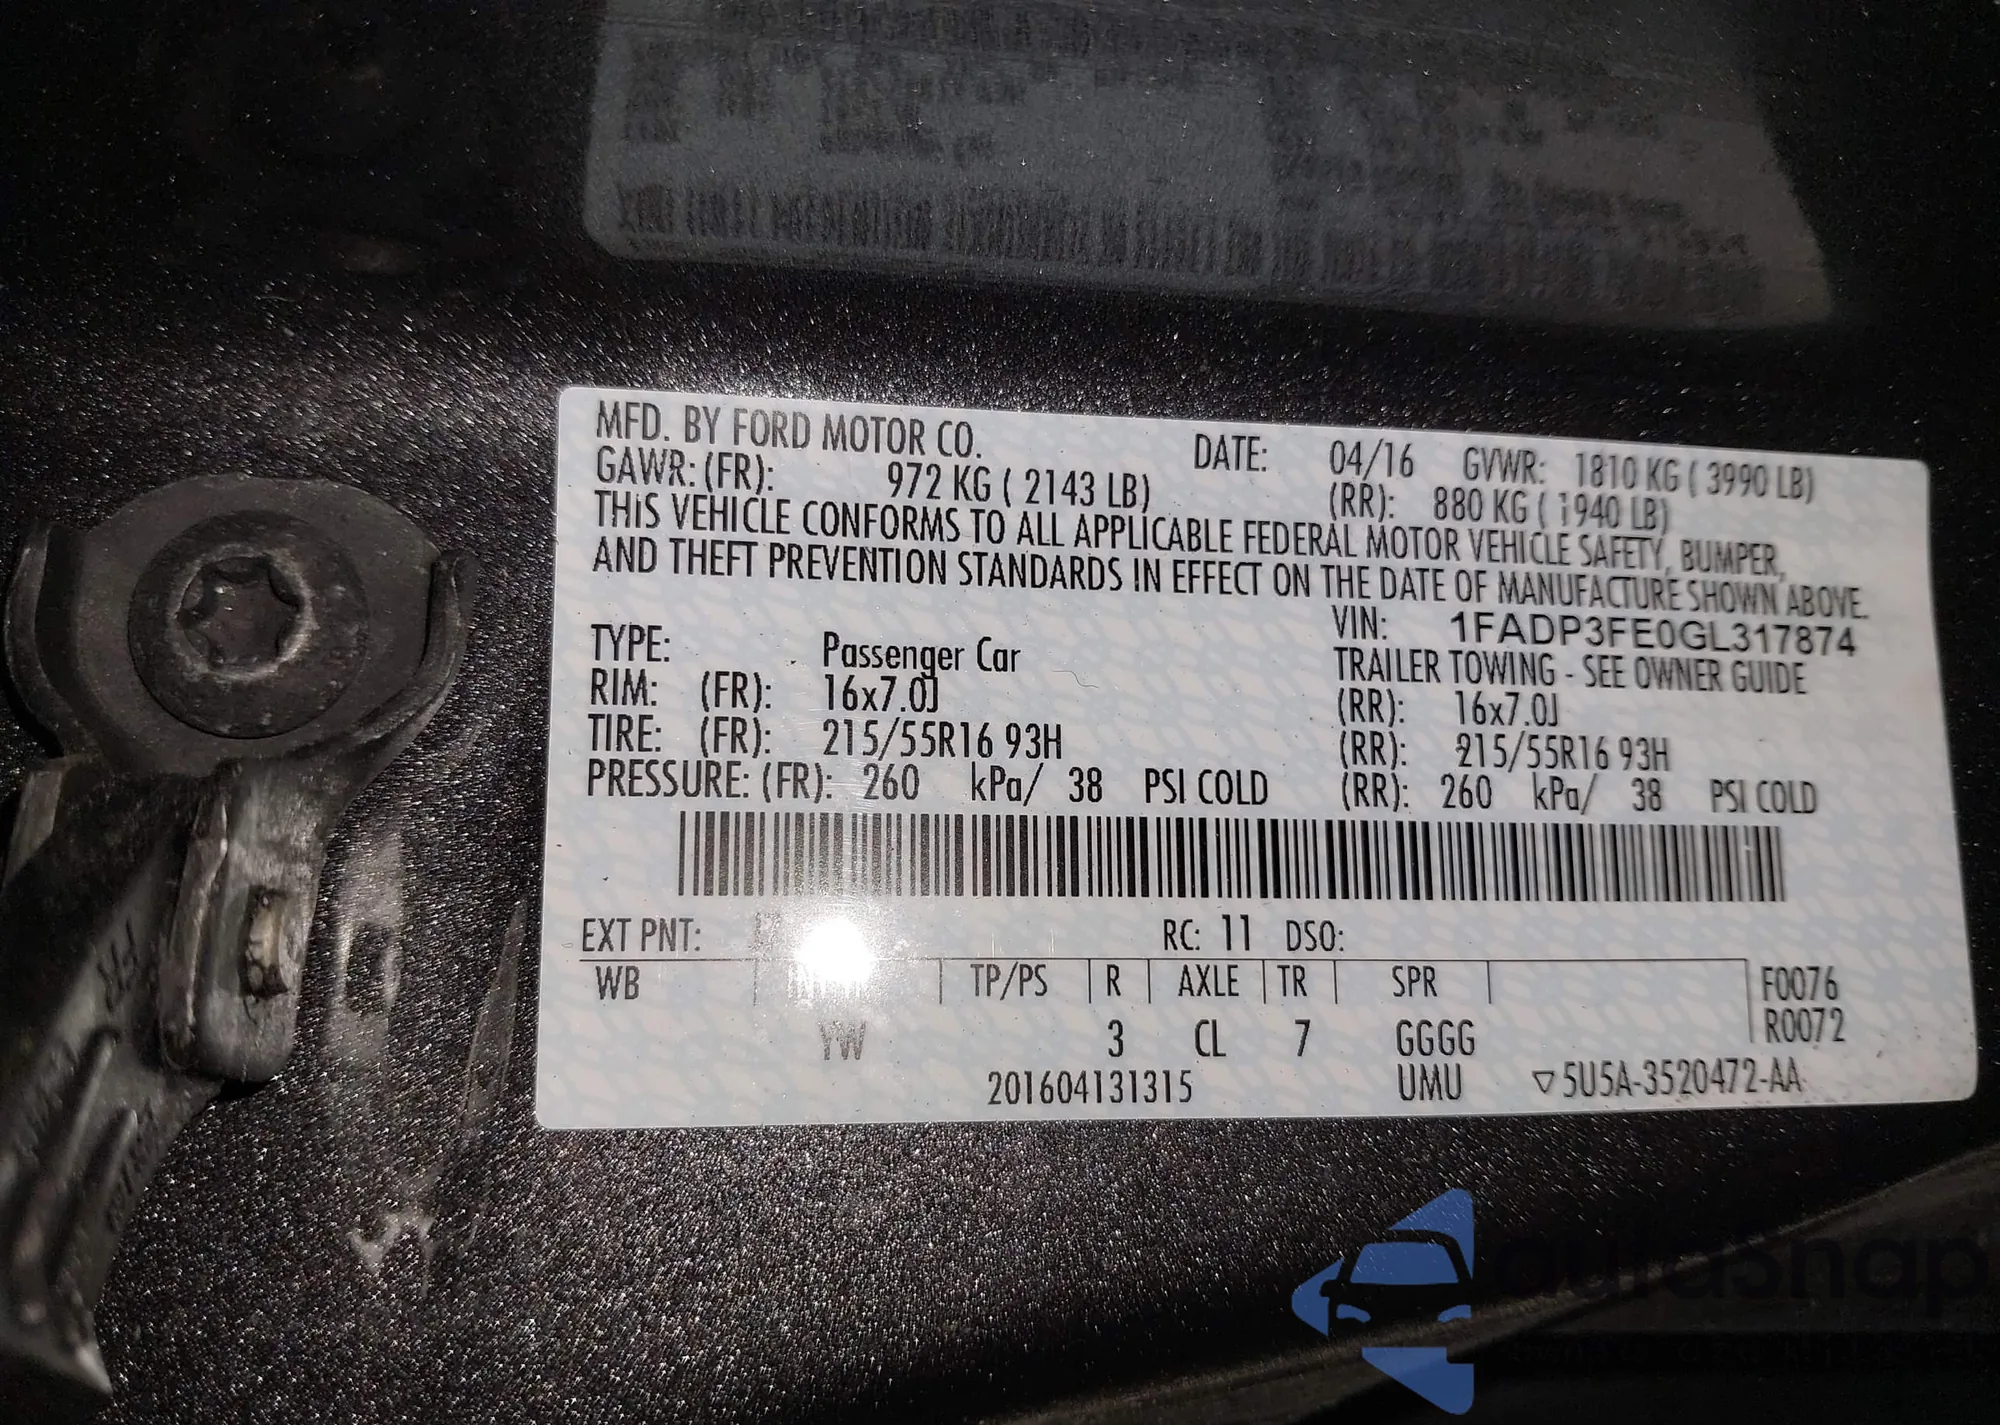 MFD. BY FORD MOTOR CO. DATE: 04/16 GVWR: 1810 KG ( 3990 LB)
GAWR: (FR): 972 KG ( 2143 LB) (RR): 880 KG ( 1940 LB)
THIS VEHICLE CONFORMS TO ALL APPLICABLE FEDERAL MOTOR VEHICLE SAFETY, BUMPER,
AND THEFT PREVENTION STANDARDS IN EFFECT ON THE DATE OF MANUFACTURE SHOWN ABOVE.
VIN: 1FADP3FE0GL317874
TYPE: Passenger Car TRAILER TOWING - SEE OWNER GUIDE
RIM: (FR): 16x7.0J (RR): 16x7.0J
TIRE: (FR): 215/55R16 93H (RR): 215/55R16 93H
PRESSURE: (FR): 260 kPa/ 38 PSI COLD (RR): 260 kPa/ 38 PSI COLD
EXT PNT: RC: 11 DSO:
WB TP/PS R AXLE TR SPR F0076
R0072
YW 3 CL 7 GGGG
201604131315 UMU ▽5U5A-3520472-AA
aurasnap